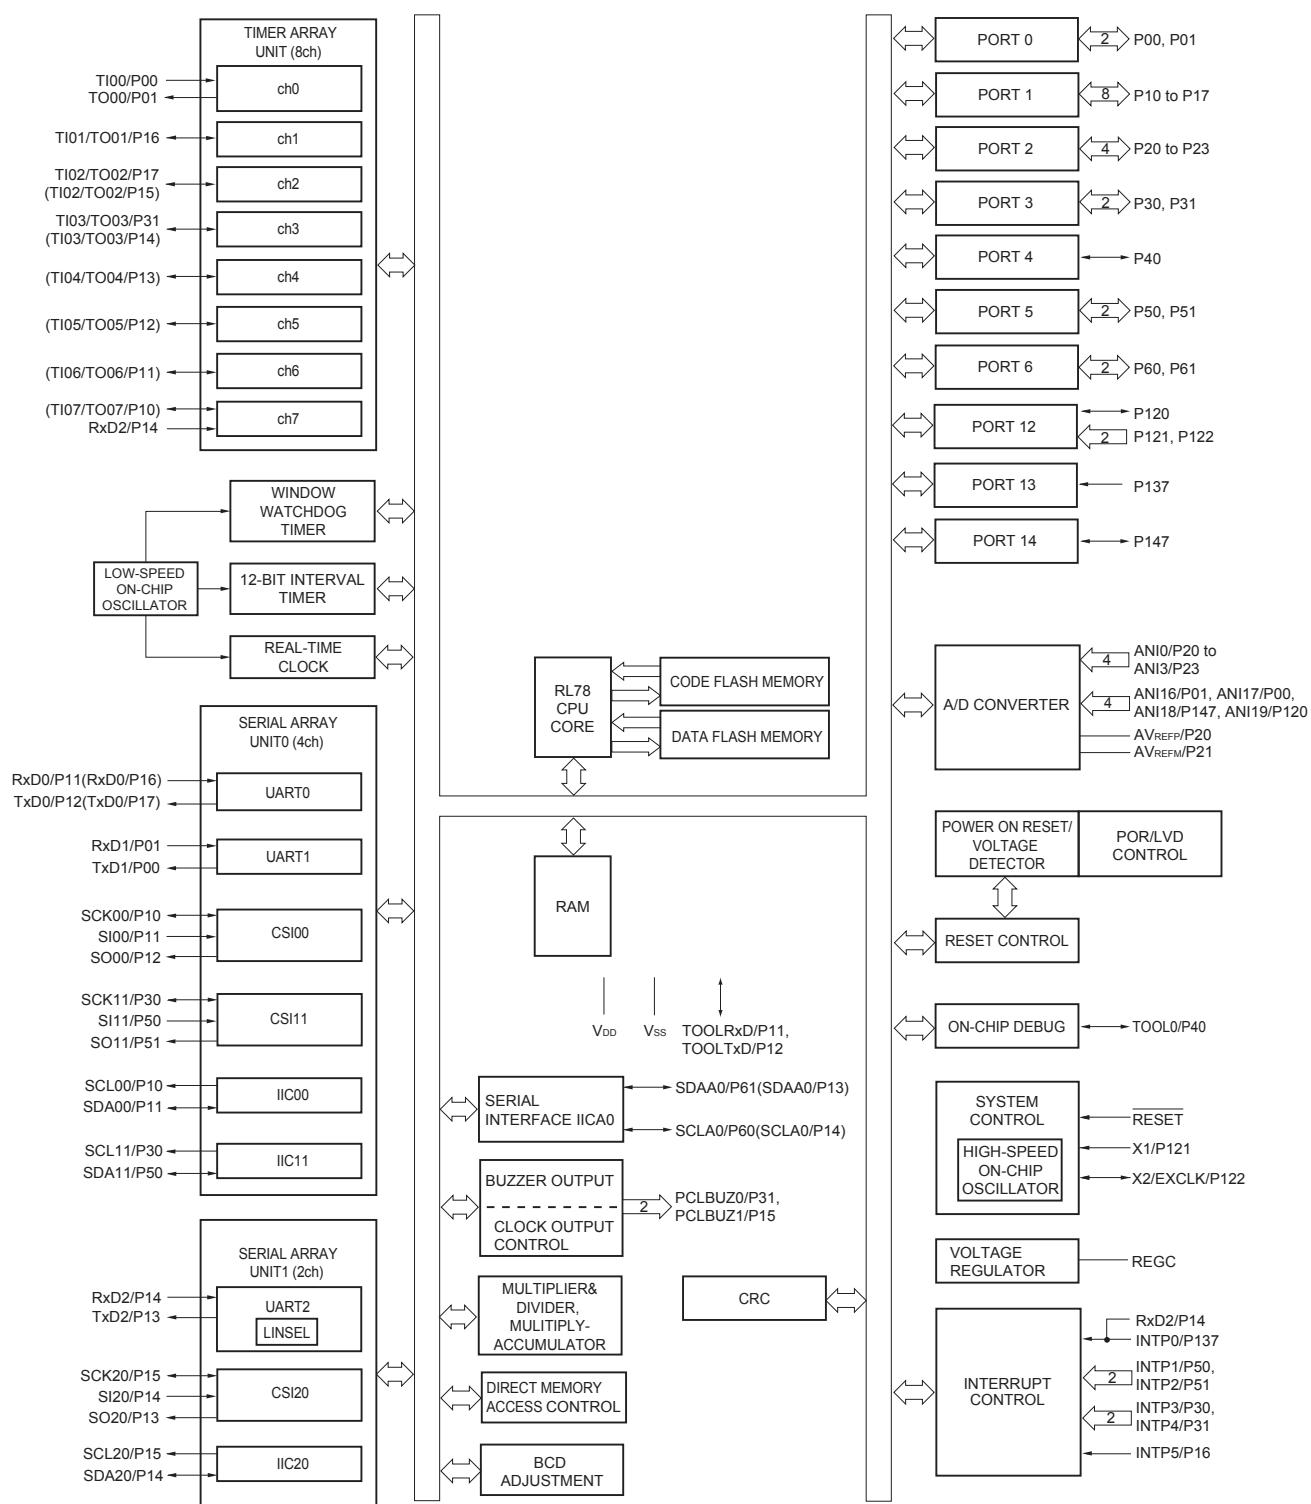 TIMER ARRAY
UNIT (8ch)
TI00/P00
TO00/P01
ch0
TI01/TO01/P16
ch1
TI02/TO02/P17
(TI02/TO02/P15)
ch2
TI03/TO03/P31
(TI03/TO03/P14)
ch3
(TI04/TO04/P13)
ch4
(TI05/TO05/P12)
ch5
(TI06/TO06/P11)
ch6
(TI07/TO07/P10)
RxD2/P14
ch7
WINDOW
WATCHDOG
TIMER
LOW-SPEED
ON-CHIP
OSCILLATOR
12-BIT INTERVAL
TIMER
REAL-TIME
CLOCK
SERIAL ARRAY
UNIT0 (4ch)
RxD0/P11(RxD0/P16)
TxD0/P12(TxD0/P17)
UART0
RxD1/P01
TxD1/P00
UART1
SCK00/P10
SI00/P11
SO00/P12
CSI00
SCK11/P30
SI11/P50
SO11/P51
CSI11
SCL00/P10
SDA00/P11
IIC00
SCL11/P30
SDA11/P50
IIC11
SERIAL ARRAY
UNIT1 (2ch)
RxD2/P14
TxD2/P13
UART2
LINSEL
SCK20/P15
SI20/P14
SO20/P13
CSI20
SCL20/P15
SDA20/P14
IIC20
RL78
CPU
CORE
CODE FLASH MEMORY
DATA FLASH MEMORY
RAM
VDD
VSS
TOOLRxD/P11,
TOOLTxD/P12
SERIAL
INTERFACE IICA0
SDAA0/P61(SDAA0/P13)
SCLA0/P60(SCLA0/P14)
BUZZER OUTPUT
CLOCK OUTPUT
CONTROL
2
PCLBUZ0/P31,
PCLBUZ1/P15
MULTIPLIER&
DIVIDER,
MULITIPLY-
ACCUMULATOR
CRC
DIRECT MEMORY
ACCESS CONTROL
BCD
ADJUSTMENT
PORT 0
2
P00, P01
PORT 1
8
P10 to P17
PORT 2
4
P20 to P23
PORT 3
2
P30, P31
PORT 4
P40
PORT 5
2
P50, P51
PORT 6
2
P60, P61
PORT 12
P120
2
P121, P122
PORT 13
P137
PORT 14
P147
A/D CONVERTER
4
ANI0/P20 to
ANI3/P23
4
ANI16/P01, ANI17/P00,
ANI18/P147, ANI19/P120
AVREFP/P20
AVREFM/P21
POWER ON RESET/
VOLTAGE
DETECTOR
POR/LVD
CONTROL
RESET CONTROL
ON-CHIP DEBUG
TOOL0/P40
SYSTEM
CONTROL
HIGH-SPEED
ON-CHIP
OSCILLATOR
RESET
X1/P121
X2/EXCLK/P122
VOLTAGE
REGULATOR
REGC
INTERRUPT
CONTROL
RxD2/P14
INTP0/P137
2
INTP1/P50,
INTP2/P51
2
INTP3/P30,
INTP4/P31
INTP5/P16